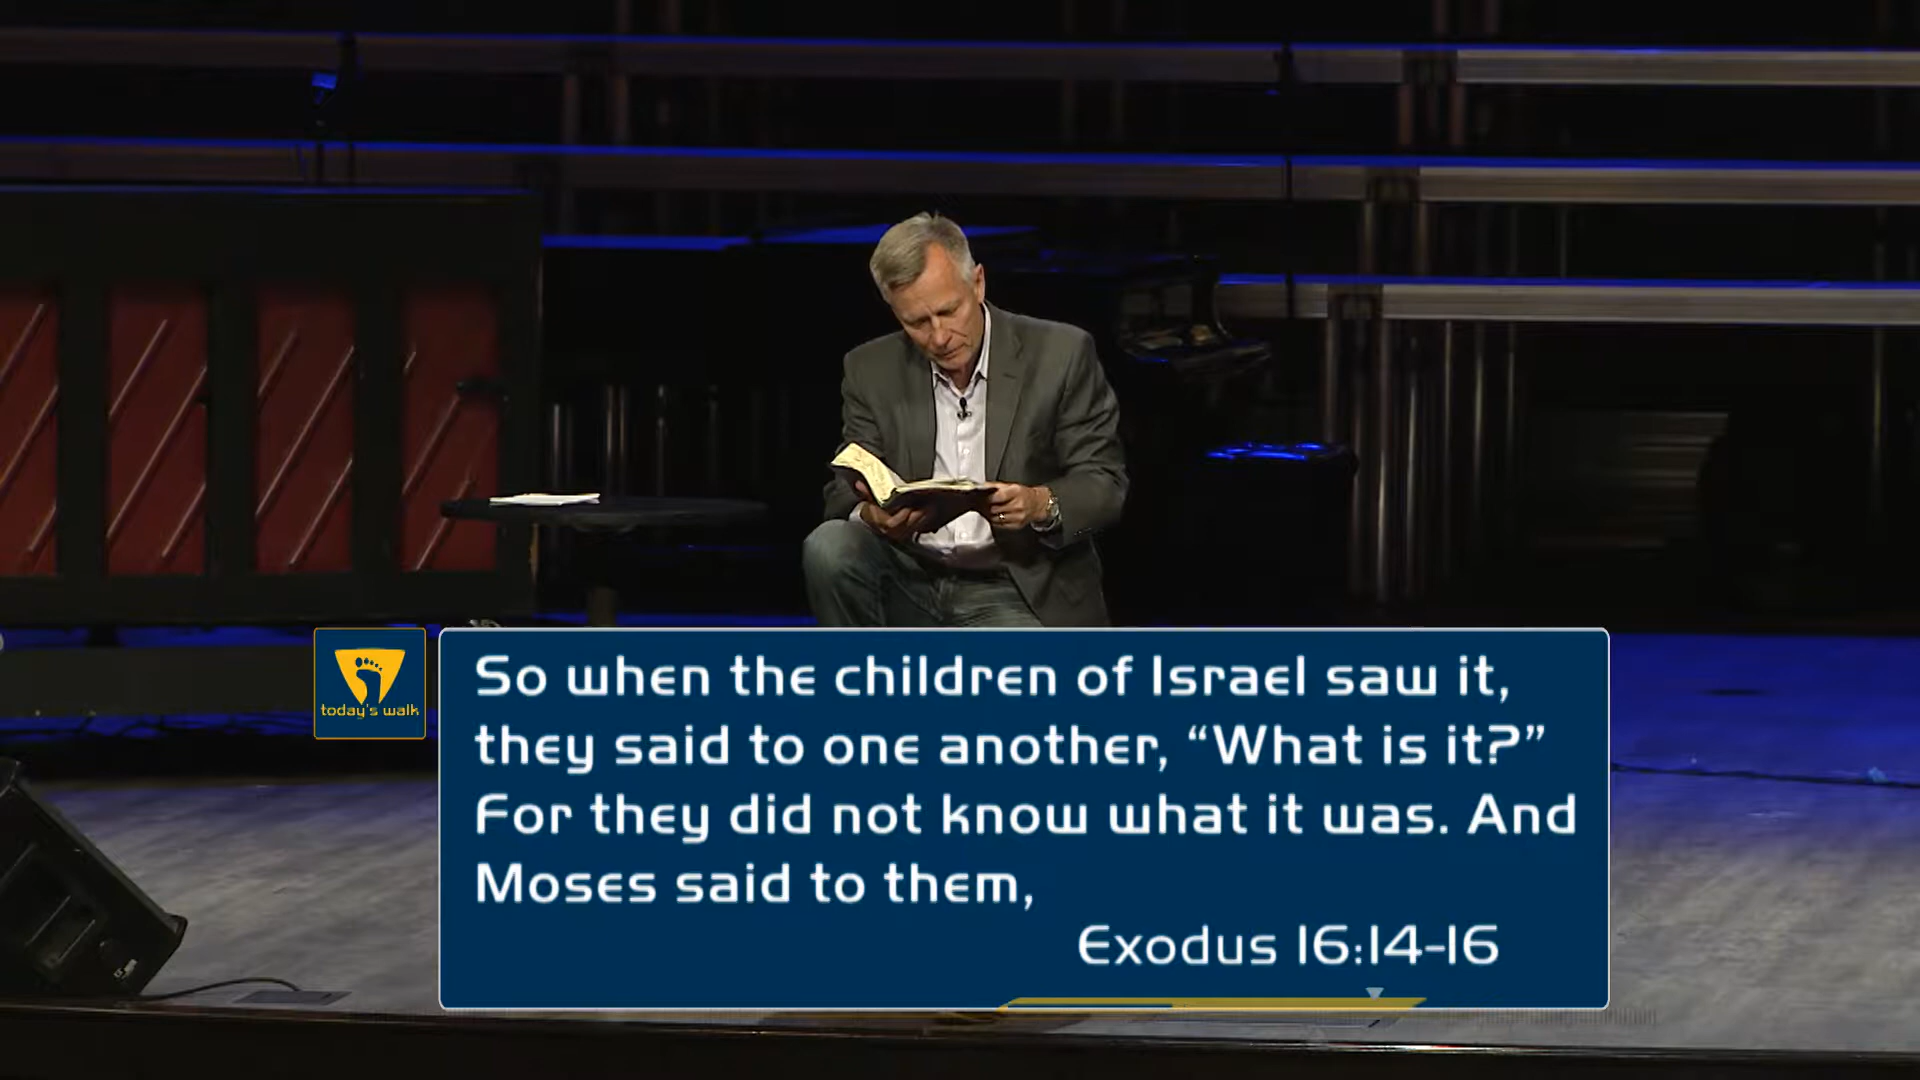 So when the children of Israel saw it,
they said to one another, “What is it?”
For they did not know what it was. And
Moses said to them,
Exodus 16:14-16
today's walk